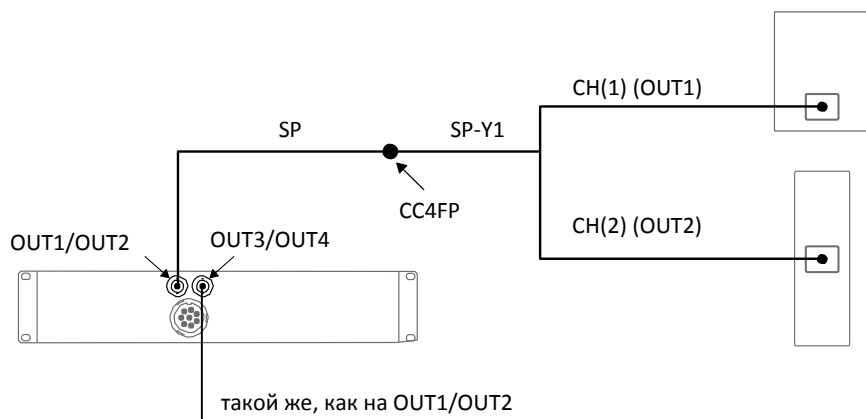 CH(1) (OUT1)
SP
SP-Y1
CC4FP
CH(2) (OUT2)
OUT1/OUT2
OUT3/OUT4
такой же, как на OUT1/OUT2